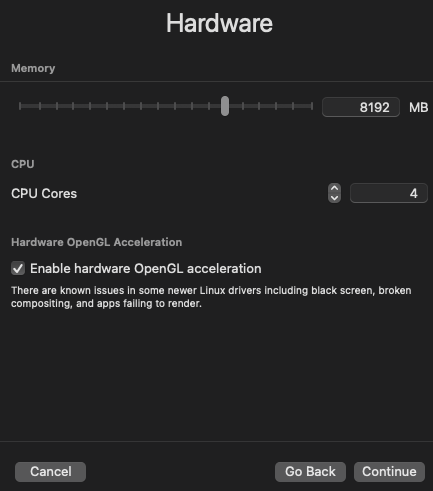 Hardware
Memory
8192 MB
CPU
CPU Cores 4
Hardware OpenGL Acceleration
Enable hardware OpenGL acceleration
There are known issues in some newer Linux drivers including black screen, broken
compositing, and apps failing to render.
Cancel Go Back Continue